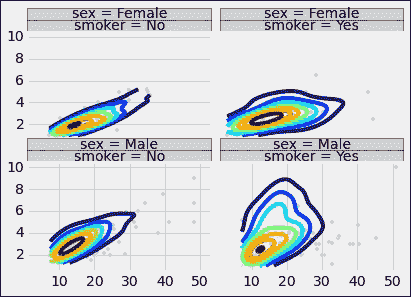 sex = Female sex = Female
smoker = No smoker = Yes
10
8
6
4
2
sex = Male sex = Male
smoker = No smoker = Yes
10
8
6
4
2
10 20 30 40 50 10 20 30 40 50